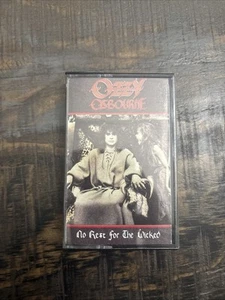 OZZY
OSBOURNE
No Rest For The Wicked